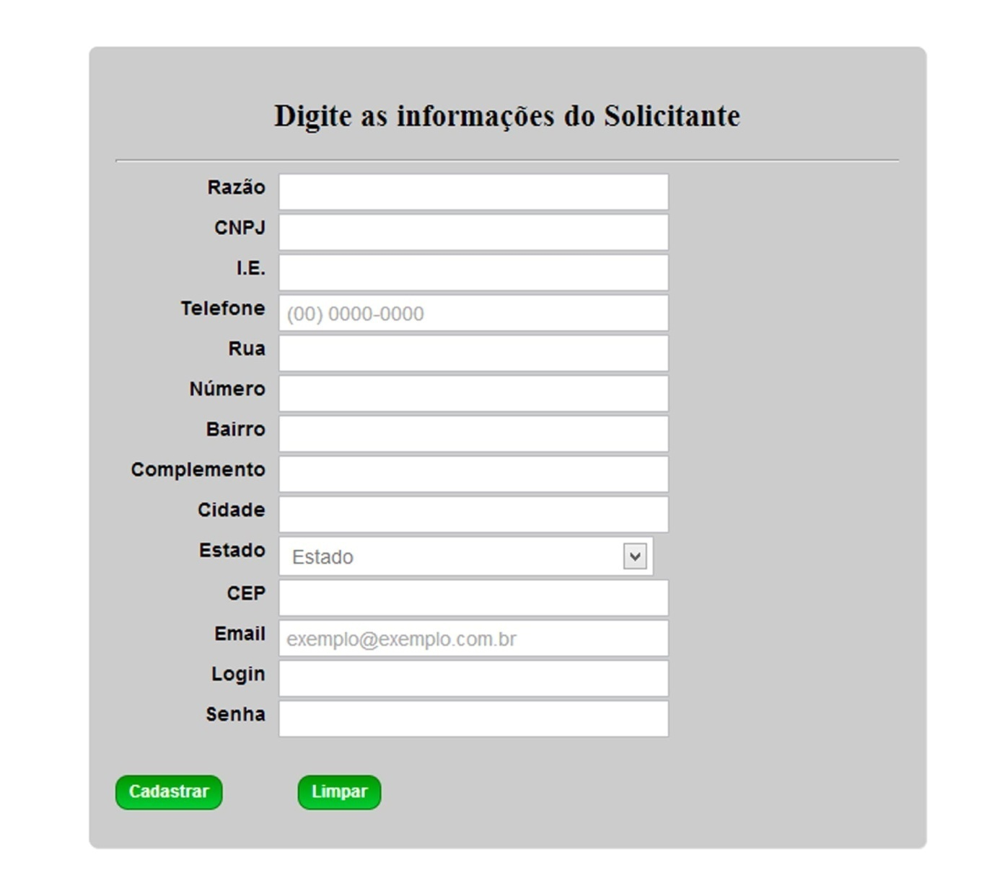 Digite as informações do Solicitante
Razão
CNPJ
I.E.
Telefone (00) 0000-0000
Rua
Número
Bairro
Complemento
Cidade
Estado Estado
CEP
Email exemplo@exemplo.com.br
Login
Senha
Cadastrar Limpar